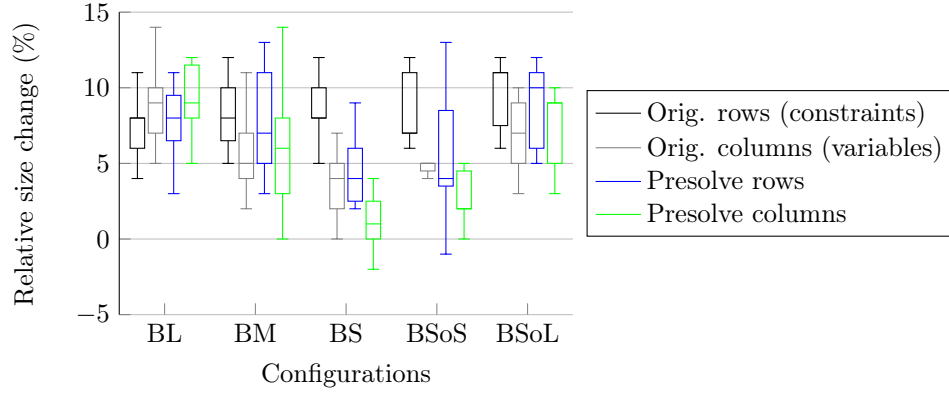 Relative size change (%)
15
10
5
0
−5
BL BM BS BSoS BSoL
Configurations
Orig. rows (constraints)
Orig. columns (variables)
Presolve rows
Presolve columns